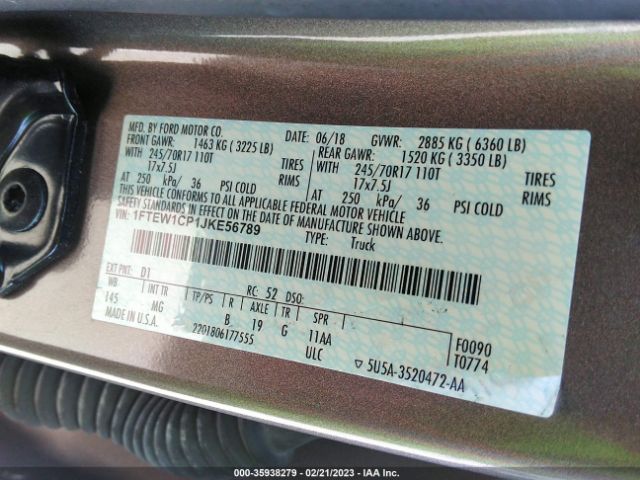 MFD. BY FORD MOTOR CO.
DATE: 06/18 GVWR: 2885 KG ( 6360 LB)
FRONT GAWR: 1463 KG ( 3225 LB) REAR GAWR: 1520 KG ( 3350 LB)
WITH 245/70R17 110T TIRES WITH 245/70R17 110T TIRES
17x7.5J RIMS 17x7.5J RIMS
AT 250 kPa/ 36 PSI COLD AT 250 kPa/ 36 PSI COLD
THIS VEHICLE CONFORMS TO ALL APPLICABLE FEDERAL MOTOR VEHICLE
SAFETY AND THEFT PREVENTION STANDARDS IN EFFECT ON THE DATE OF MANUFACTURE SHOWN ABOVE.
VIN: 1FTEW1CP1JKE56789
TYPE: Truck
EXT PNT: D1 RC: 52 DSO:
WB INT TR TP/PS R AXLE TR SPR
145 MG B 19 G 11AA
F0090
T0774
MADE IN U.S.A. 2201806177555 ULC
5U5A-3520472-AA
000-35938279 - 02/21/2023 - IAA Inc.